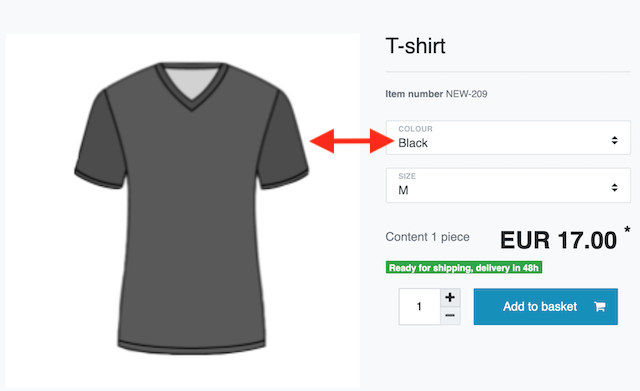 T-shirt
Item number NEW-209
COLOUR
Black
SIZE
M
Content 1 piece
EUR 17.00 *
Ready for shipping, delivery in 48h
1 + −
Add to basket